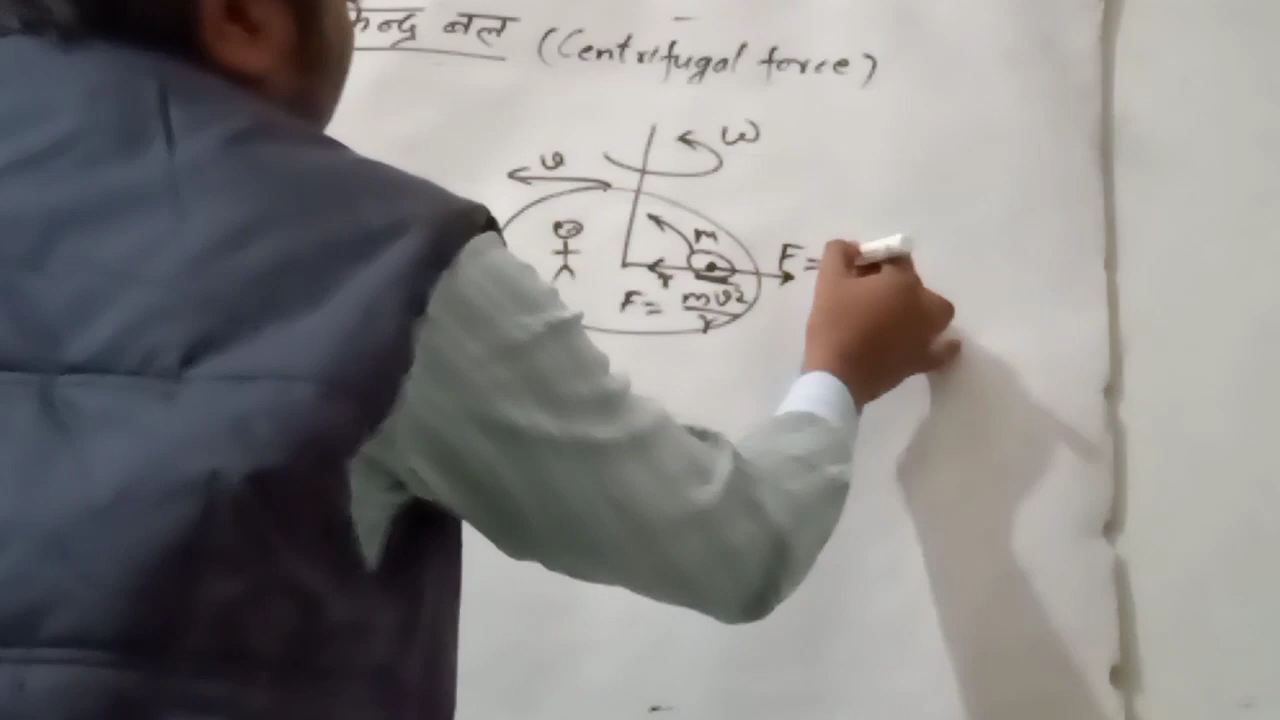 केन्द्र बल (Centrifugal force)
ω
v
m
F=
r
F= mv²/r